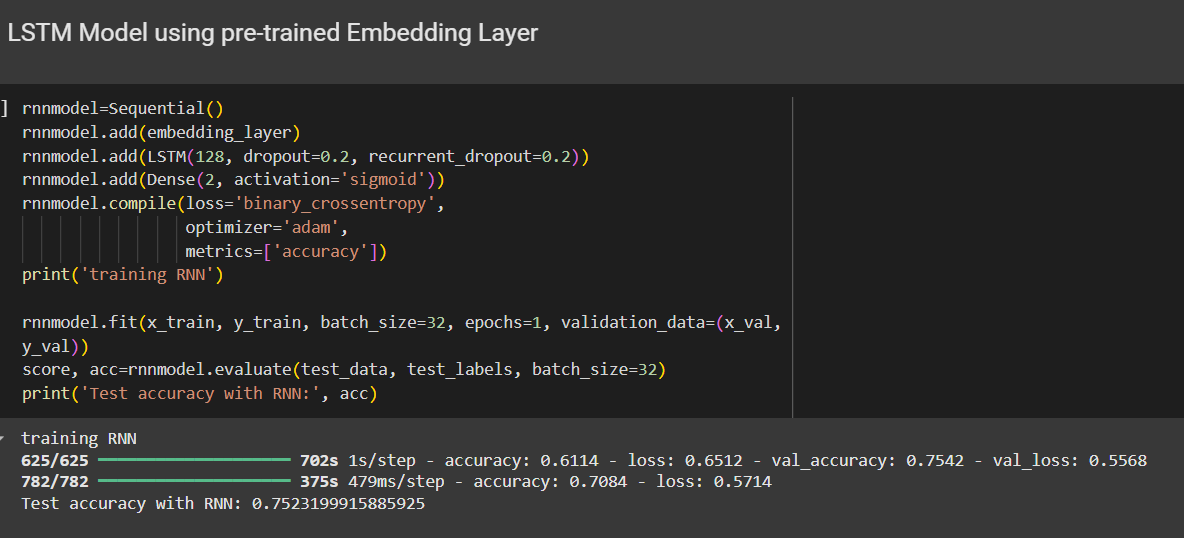 LSTM Model using pre-trained Embedding Layer
] rnnmodel=Sequential()
rnnmodel.add(embedding_layer)
rnnmodel.add(LSTM(128, dropout=0.2, recurrent_dropout=0.2))
rnnmodel.add(Dense(2, activation='sigmoid'))
rnnmodel.compile(loss='binary_crossentropy',
optimizer='adam',
metrics=['accuracy'])
print('training RNN')
rnnmodel.fit(x_train, y_train, batch_size=32, epochs=1, validation_data=(x_val,
y_val))
score, acc=rnnmodel.evaluate(test_data, test_labels, batch_size=32)
print('Test accuracy with RNN:', acc)
training RNN
625/625 702s 1s/step - accuracy: 0.6114 - loss: 0.6512 - val_accuracy: 0.7542 - val_loss: 0.5568
782/782 375s 479ms/step - accuracy: 0.7084 - loss: 0.5714
Test accuracy with RNN: 0.7523199915885925